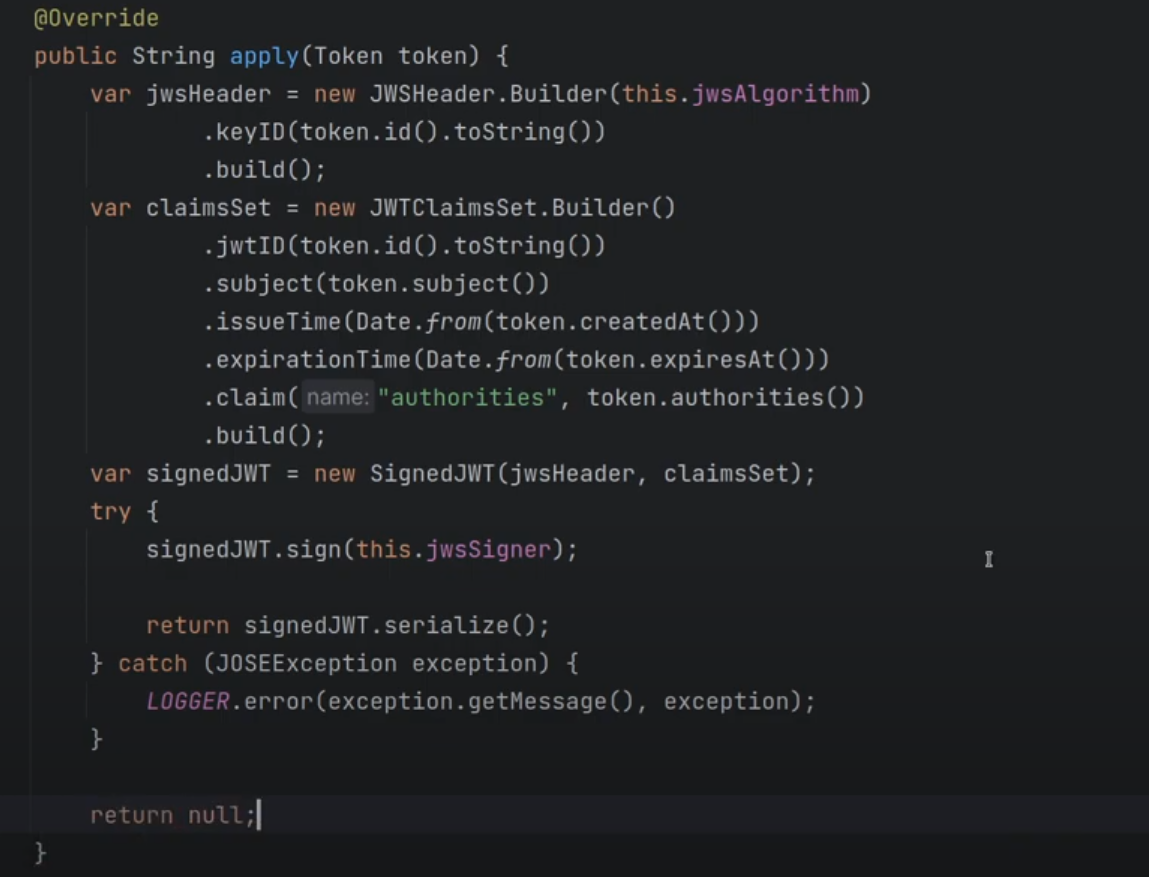 @Override
public String apply(Token token) {
var jwsHeader = new JWSHeader.Builder(this.jwsAlgorithm)
.keyID(token.id().toString())
.build();
var claimsSet = new JWTClaimsSet.Builder()
.jwtID(token.id().toString())
.subject(token.subject())
.issueTime(Date.from(token.createdAt()))
.expirationTime(Date.from(token.expiresAt()))
.claim( name: "authorities", token.authorities())
.build();
var signedJWT = new SignedJWT(jwsHeader, claimsSet);
try {
signedJWT.sign(this.jwsSigner);
return signedJWT.serialize();
} catch (JOSEException exception) {
LOGGER.error(exception.getMessage(), exception);
}
return null;
}